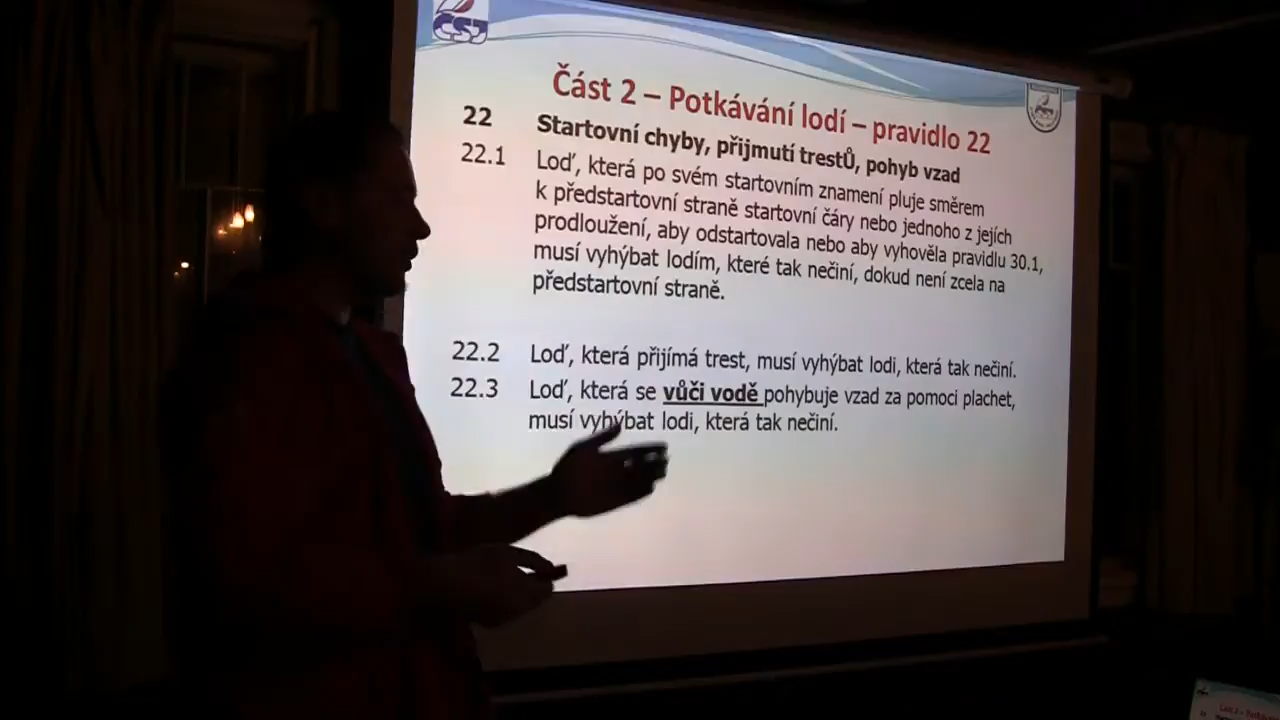 ČSJ
Část 2 – Potkávání lodí – pravidlo 22
22 Startovní chyby, přijmutí trestŮ, pohyb vzad
22.1 Loď, která po svém startovním znamení pluje směrem
k předstartovní straně startovní čáry nebo jednoho z jejích
prodloužení, aby odstartovala nebo aby vyhověla pravidlu 30.1,
musí vyhýbat lodím, které tak nečiní, dokud není zcela na
předstartovní straně.
22.2 Loď, která přijímá trest, musí vyhýbat lodi, která tak nečiní.
22.3 Loď, která se vůči vodě pohybuje vzad za pomoci plachet,
musí vyhýbat lodi, která tak nečiní.